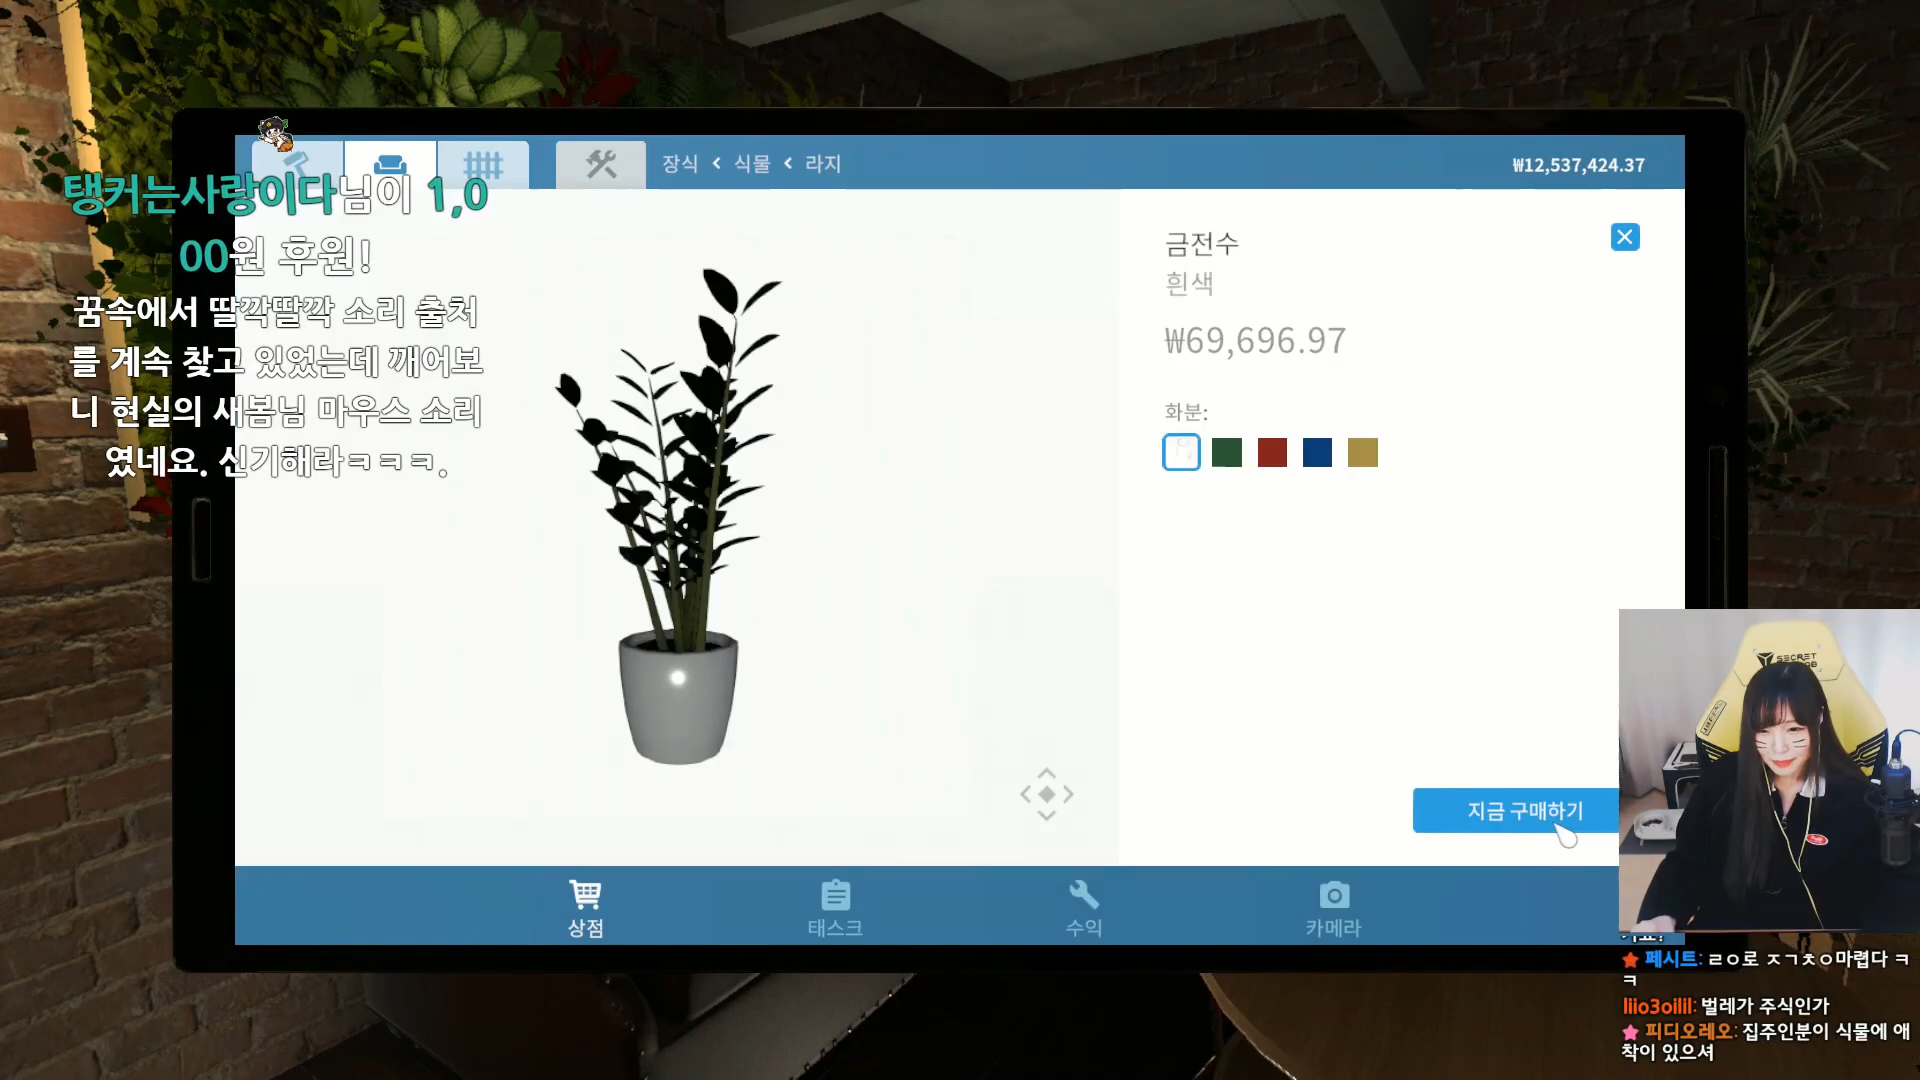 장식 < 식물 < 라지
₩12,537,424.37
탱커는사랑이다님이 1,0
00원 후원!
꿈속에서 딸깍딸깍 소리 출처
를 계속 찾고 있었는데 깨어보
니 현실의 새봄님 마우스 소리
였네요. 신기해라ㅋㅋㅋ.
금전수
흰색
₩69,696.97
화분:
지금 구매하기
상점
태스크
수익
카메라
SECRET
페시트: ㄹㅇ로 ㅈㄱㅊㅇ마렵다 ㅋ
ㅋ
liio3oilil: 벌레가 주식인가
피디오레오: 집주인분이 식물에 애
착이 있으셔